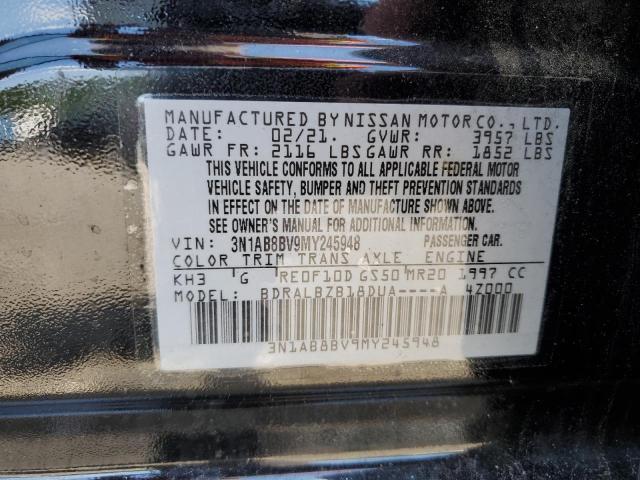 MANUFACTURED BY NISSAN MOTOR CO., LTD.
DATE: 02/21. GVWR: 3957 LBS
GAWR FR: 2116 LBS GAWR RR: 1852 LBS
THIS VEHICLE CONFORMS TO ALL APPLICABLE FEDERAL MOTOR
VEHICLE SAFETY, BUMPER AND THEFT PREVENTION STANDARDS
IN EFFECT ON THE DATE OF MANUFACTURE SHOWN ABOVE.
SEE OWNER'S MANUAL FOR ADDITIONAL INFORMATION.
VIN: 3N1AB8BV9MY245948 PASSENGER CAR.
COLOR TRIM TRANS AXLE ENGINE
KH3 G RE0F10D GS50 MR20 1997 CC
MODEL: BDRALBZB18DUA----A 4Z000
3N1AB8BV9MY245948